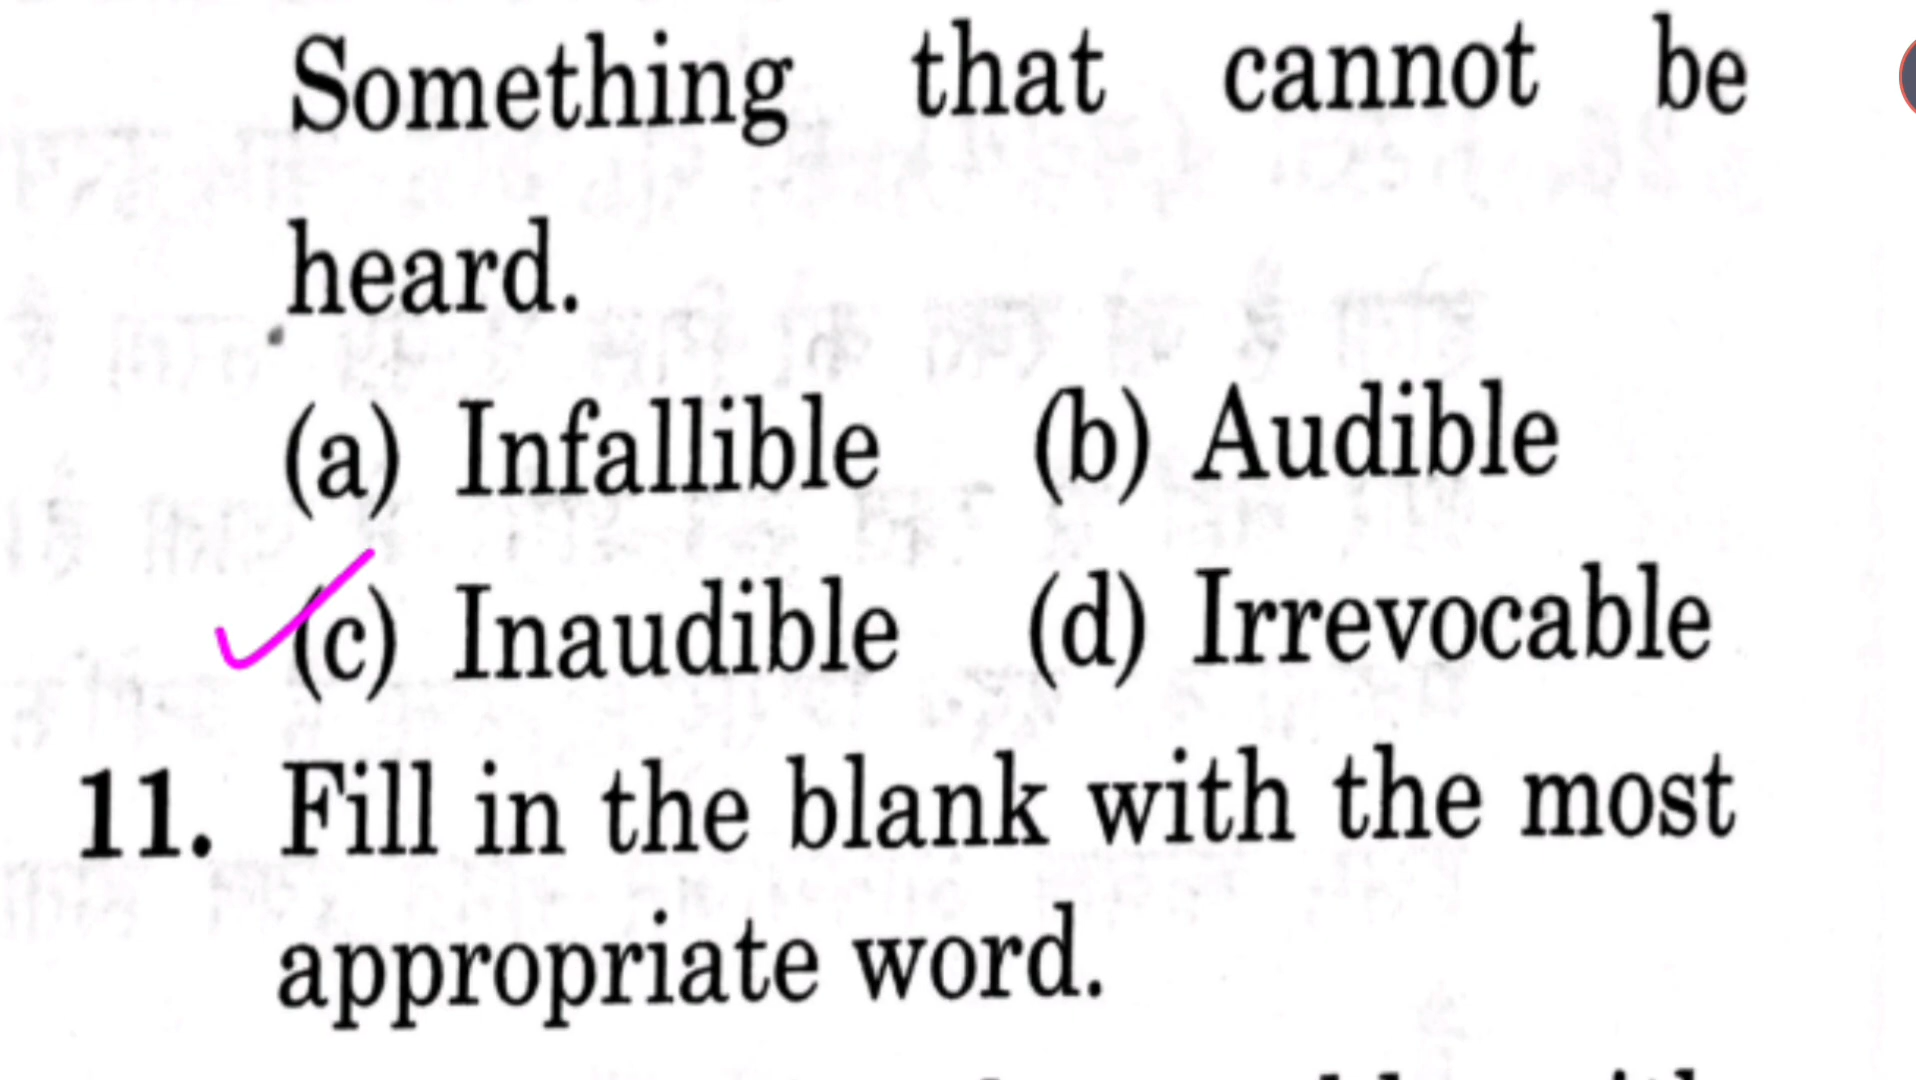 Something that cannot be
heard.
(a) Infallible (b) Audible
(c) Inaudible (d) Irrevocable
11. Fill in the blank with the most
appropriate word.